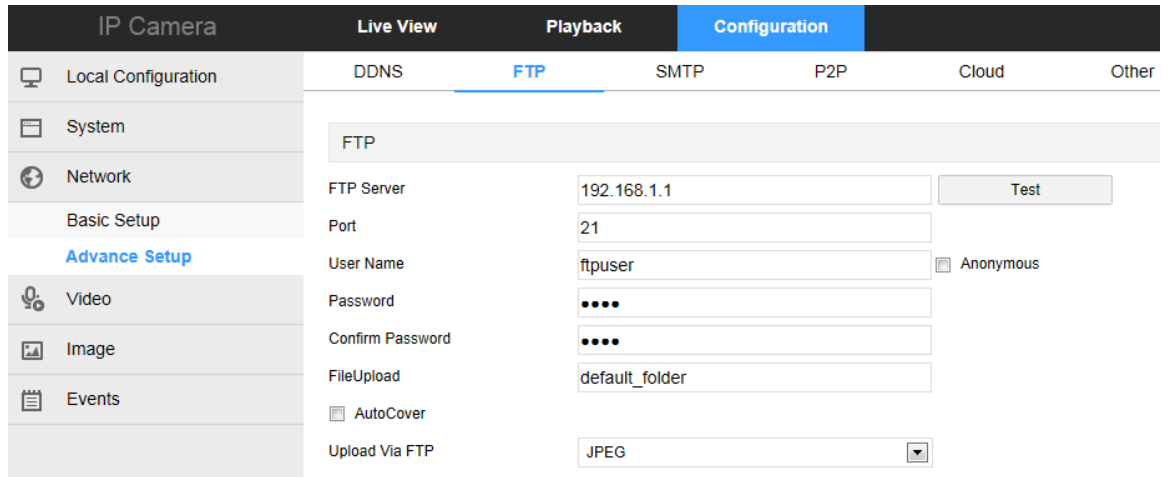 IP Camera Live View Playback Configuration
Local Configuration
DDNS FTP SMTP P2P Cloud Other
System
FTP
Network
FTP Server 192.168.1.1 Test
Basic Setup
Port 21
Advance Setup
User Name ftpuser Anonymous
Video
Password ••••
Confirm Password ••••
Image
FileUpload default_folder
Events
AutoCover
Upload Via FTP JPEG